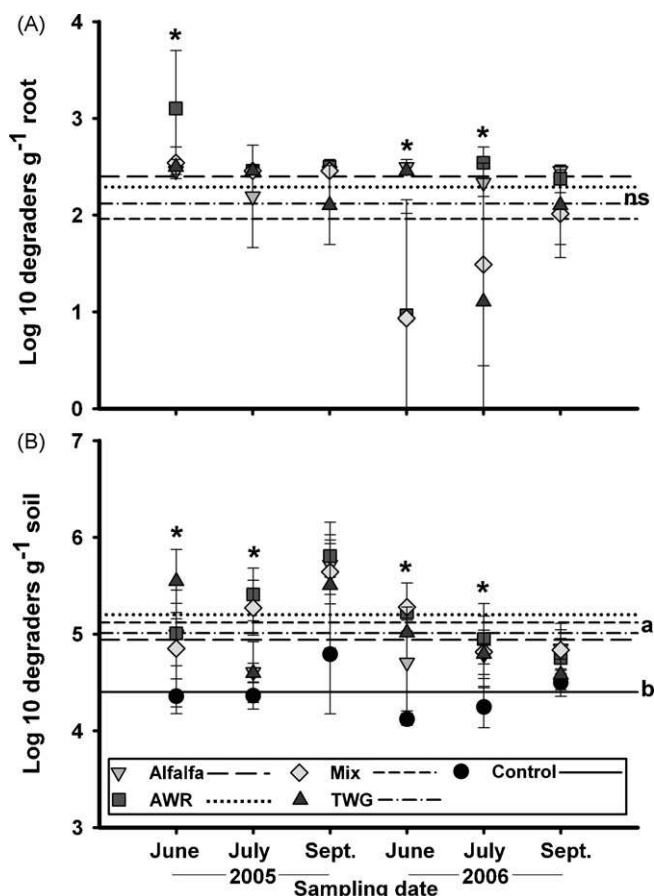 (A)
4
3
2
1
0
Log 10 degraders g-1 root
*
*
*
ns
(B)
7
6
5
4
3
Log 10 degraders g-1 soil
*
*
*
*
a
b
Alfalfa Mix Control
AWR TWG
June July Sept. June July Sept.
2005 2006
Sampling date